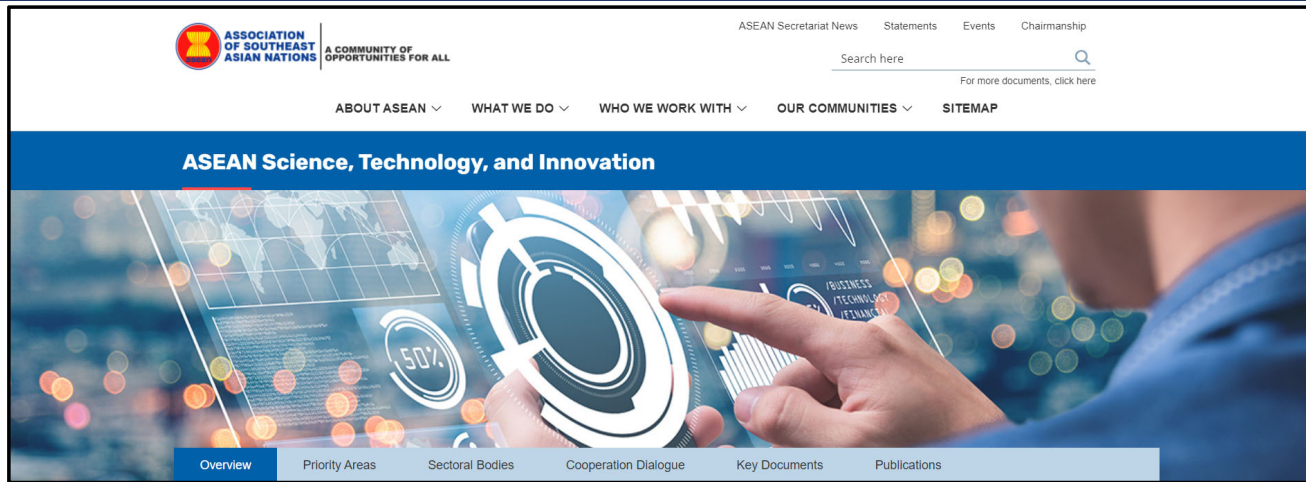 ASEAN Secretariat News Statements Events Chairmanship
asean
ASSOCIATION
OF SOUTHEAST
ASIAN NATIONS
A COMMUNITY OF
OPPORTUNITIES FOR ALL
Search here
For more documents, click here
ABOUT ASEAN WHAT WE DO WHO WE WORK WITH OUR COMMUNITIES SITEMAP
ASEAN Science, Technology, and Innovation
/BUSINESS
/TECHNOLOGY
/FINANCIAL
50%
Overview Priority Areas Sectoral Bodies Cooperation Dialogue Key Documents Publications